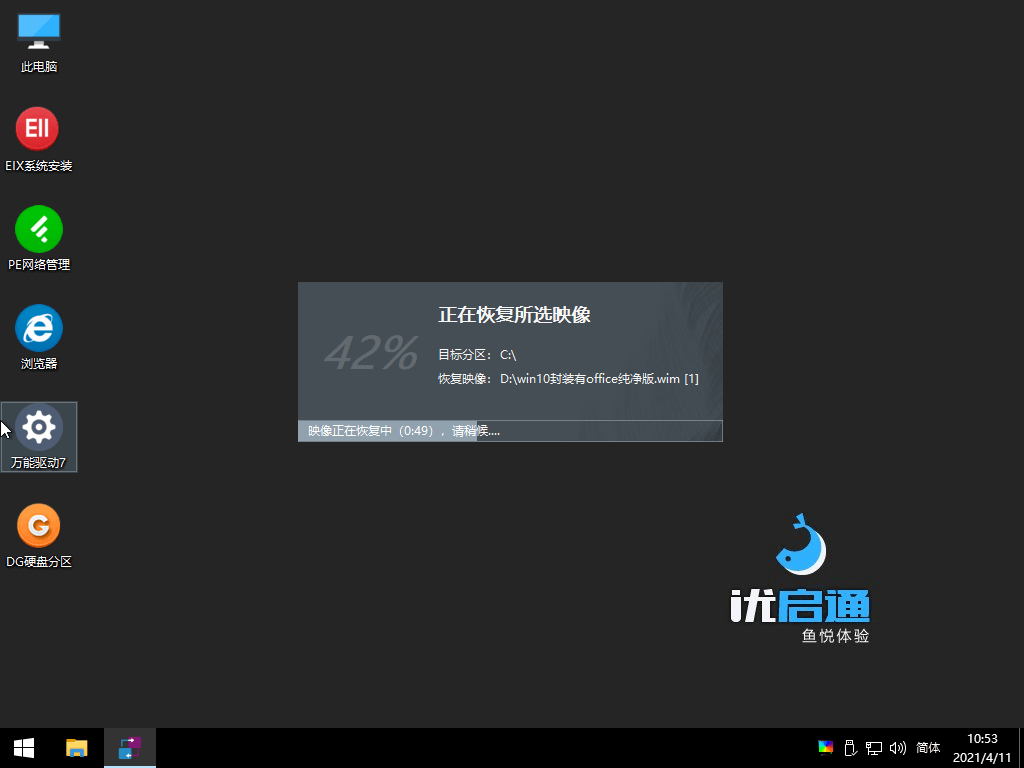 此电脑
EII
EIX系统安装
PE网络管理
浏览器
万能驱动7
G
DG硬盘分区
42%
正在恢复所选映像
目标分区： C:\
恢复映像： D:\win10封装有office纯净版.wim [1]
映像正在恢复中（0:49），请稍候....
优启通
鱼悦体验
简体
10:53
2021/4/11